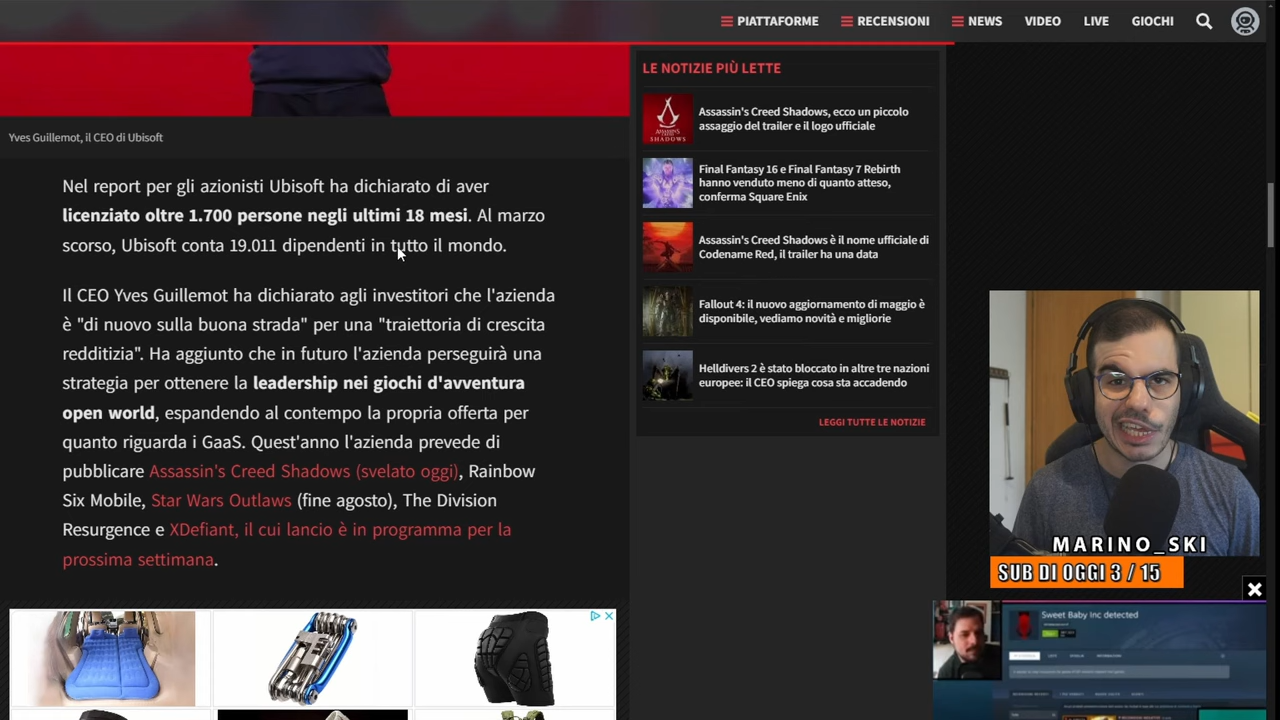 PIATTAFORME
RECENSIONI
NEWS
VIDEO
LIVE
GIOCHI
Yves Guillemot, il CEO di Ubisoft
Nel report per gli azionisti Ubisoft ha dichiarato di aver
licenziato oltre 1.700 persone negli ultimi 18 mesi. Al marzo
scorso, Ubisoft conta 19.011 dipendenti in tutto il mondo.
Il CEO Yves Guillemot ha dichiarato agli investitori che l'azienda
è "di nuovo sulla buona strada" per una "traiettoria di crescita
redditizia". Ha aggiunto che in futuro l'azienda perseguirà una
strategia per ottenere la leadership nei giochi d'avventura
open world, espandendo al contempo la propria offerta per
quanto riguarda i GaaS. Quest'anno l'azienda prevede di
pubblicare Assassin's Creed Shadows (svelato oggi), Rainbow
Six Mobile, Star Wars Outlaws (fine agosto), The Division
Resurgence e XDefiant, il cui lancio è in programma per la
prossima settimana.
LE NOTIZIE PIÙ LETTE
ASSASSIN'S CREED
SHADOWS
Assassin's Creed Shadows, ecco un piccolo
assaggio del trailer e il logo ufficiale
Final Fantasy 16 e Final Fantasy 7 Rebirth
hanno venduto meno di quanto atteso,
conferma Square Enix
Assassin's Creed Shadows è il nome ufficiale di
Codename Red, il trailer ha una data
Fallout 4: il nuovo aggiornamento di maggio è
disponibile, vediamo novità e migliorie
Helldivers 2 è stato bloccato in altre tre nazioni
europee: il CEO spiega cosa sta accadendo
LEGGI TUTTE LE NOTIZIE
MARINO_SKI
SUB DI OGGI 3 / 15
Sweet Baby Inc detected